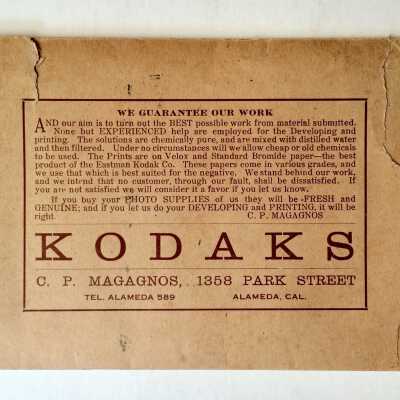 WE GUARANTEE OUR WORK
AND our aim is to turn out the BEST possible work from material submitted.
None but EXPERIENCED help are employed for the Developing and
printing. The solutions are chemically pure, and are mixed with distilled water
and then filtered. Under no circumstances will we allow cheap or old chemicals
to be used. The Prints are on Velox and Standard Bromide paper—the best
product of the Eastman Kodak Co. These papers come in various grades, and
we use that which is best suited for the negative. We stand behind our work,
and we intend that no customer, through our fault, shall be dissatisfied. If
you are not satisfied we will consider it a favor if you let us know.
If you buy your PHOTO SUPPLIES of us they will be FRESH and
GENUINE; and if you let us do your DEVELOPING and PRINTING, it will be
right. C. P. MAGAGNOS
KODAKS
C. P. MAGAGNOS, 1358 PARK STREET
TEL. ALAMEDA 589 ALAMEDA, CAL.